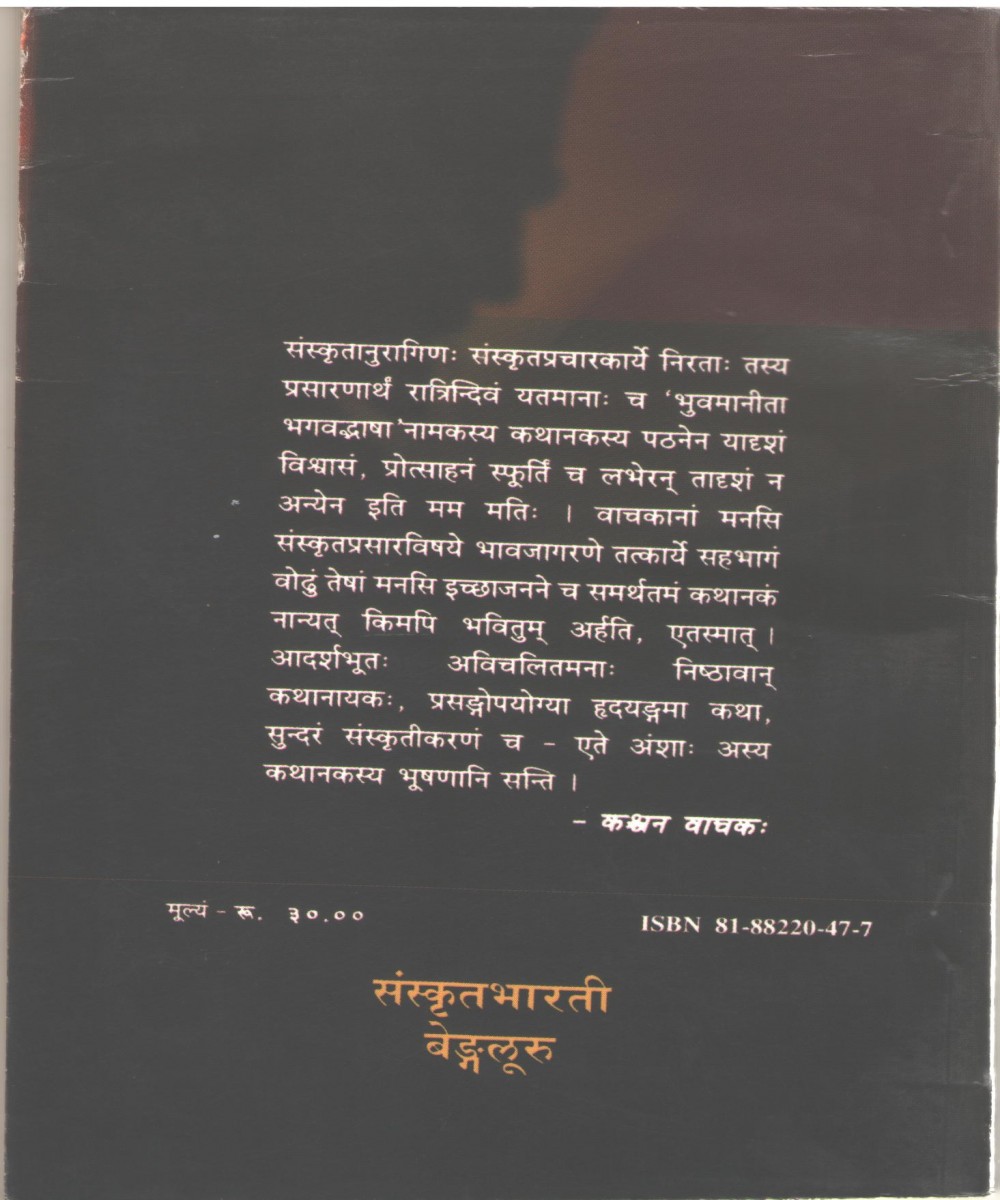 संस्कृतानुरागिणः संस्कृतप्रचारकार्ये निरताः तस्य
प्रसारणार्थं रात्रिन्दिवं यतमानाः च ‘भुवमानीता
भगवद्भाषा’नामकस्य कथानकस्य पठनेन यादृशं
विश्वासं, प्रोत्साहनं स्फूर्तिं च लभेरन् तादृशं न
अन्येन इति मम मतिः । वाचकानां मनसि
संस्कृतप्रसारविषये भावजागरणे तत्कार्ये सहभागं
वोढुं तेषां मनसि इच्छाजनने च समर्थतमं कथानकं
नान्यत् किमपि भवितुम् अर्हति, एतस्मात् ।
आदर्शभूतः अविचलितमनाः निष्ठावान्
कथानायकः, प्रसङ्गोपयोग्या हृदयङ्गमा कथा,
सुन्दरं संस्कृतीकरणं च – एते अंशाः अस्य
कथानकस्य भूषणानि सन्ति ।
– कश्चन वाचकः
मूल्यं – रू. ३०.००
ISBN 81-88220-47-7
संस्कृतभारती
बेङ्गलूरु